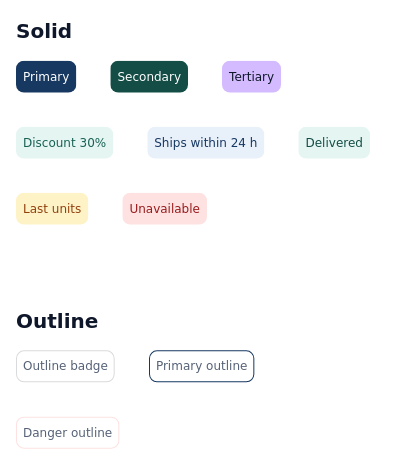 Solid
Primary Secondary Tertiary
Discount 30% Ships within 24 h Delivered
Last units Unavailable
Outline
Outline badge Primary outline
Danger outline